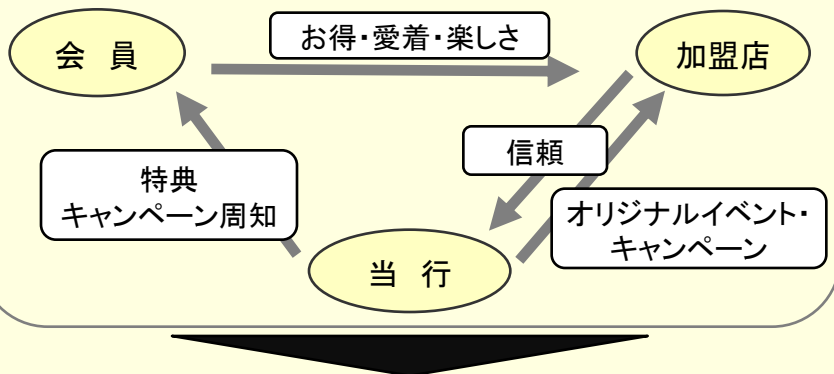 会 員
お得・愛着・楽しさ
加盟店
信頼
特典
キャンペーン周知
オリジナルイベント・
キャンペーン
当 行